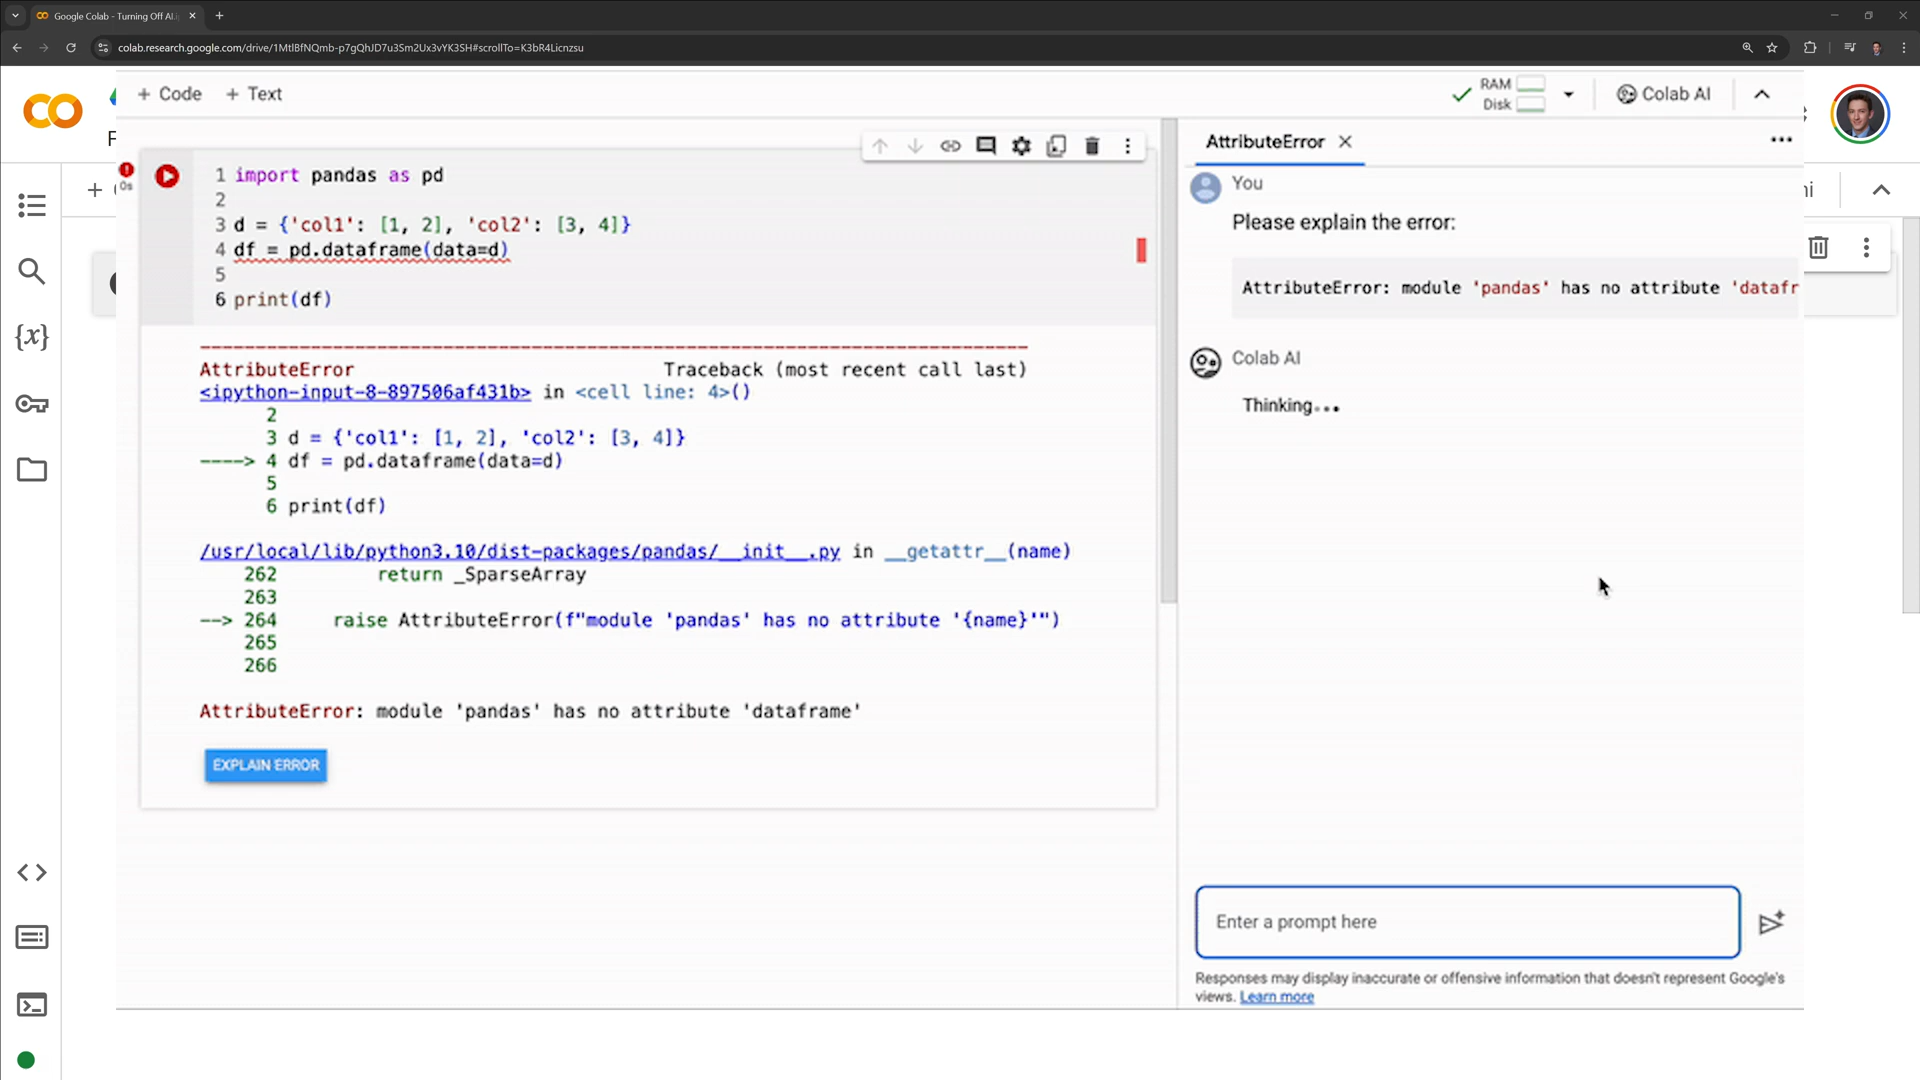 Google Colab - Turning Off AI.i
colab.research.google.com/drive/1MtlBfNQmb-p7gQhJD7u3Sm2Ux3vYK3SH#scrollTo=K3bR4Licnzsu
+ Code + Text
RAM
Disk
Colab AI
0s
1 import pandas as pd
2
3 d = {'col1': [1, 2], 'col2': [3, 4]}
4 df = pd.dataframe(data=d)
5
6 print(df)
AttributeError Traceback (most recent call last)
<ipython-input-8-897506af431b> in <cell line: 4>()
2
3 d = {'col1': [1, 2], 'col2': [3, 4]}
----> 4 df = pd.dataframe(data=d)
5
6 print(df)
/usr/local/lib/python3.10/dist-packages/pandas/__init__.py in __getattr__(name)
262 return _SparseArray
263
--> 264 raise AttributeError(f"module 'pandas' has no attribute '{name}'")
265
266
AttributeError: module 'pandas' has no attribute 'dataframe'
EXPLAIN ERROR
AttributeError
You
Please explain the error:
AttributeError: module 'pandas' has no attribute 'datafr
Colab AI
Thinking...
Enter a prompt here
Responses may display inaccurate or offensive information that doesn't represent Google's
views. Learn more
{x}
ni